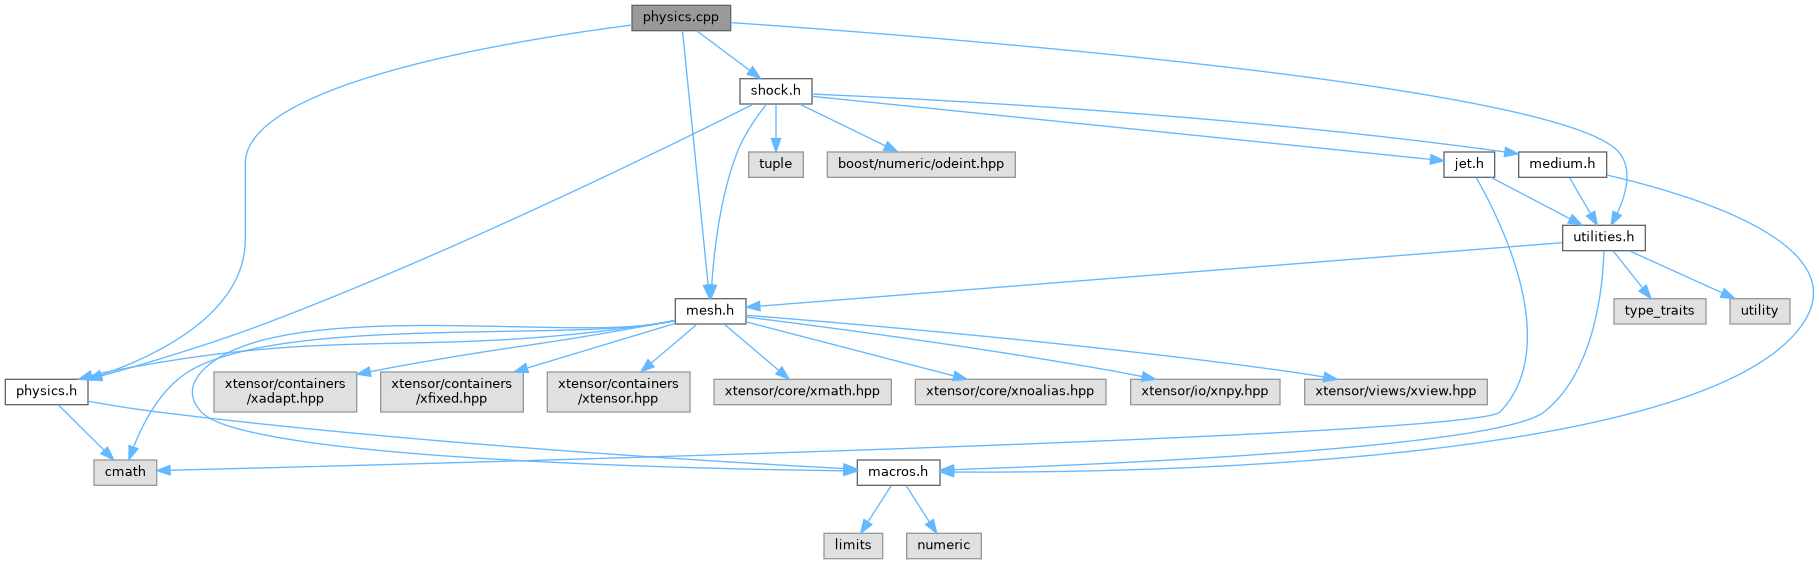 physics.cpp
shock.h
tuple
boost/numeric/odeint.hpp
jet.h
medium.h
utilities.h
mesh.h
type_traits
utility
physics.h
xtensor/containers
/xadapt.hpp
xtensor/containers
/xfixed.hpp
xtensor/containers
/xtensor.hpp
xtensor/core/xmath.hpp
xtensor/core/xnoalias.hpp
xtensor/io/xnpy.hpp
xtensor/views/xview.hpp
cmath
macros.h
limits
numeric